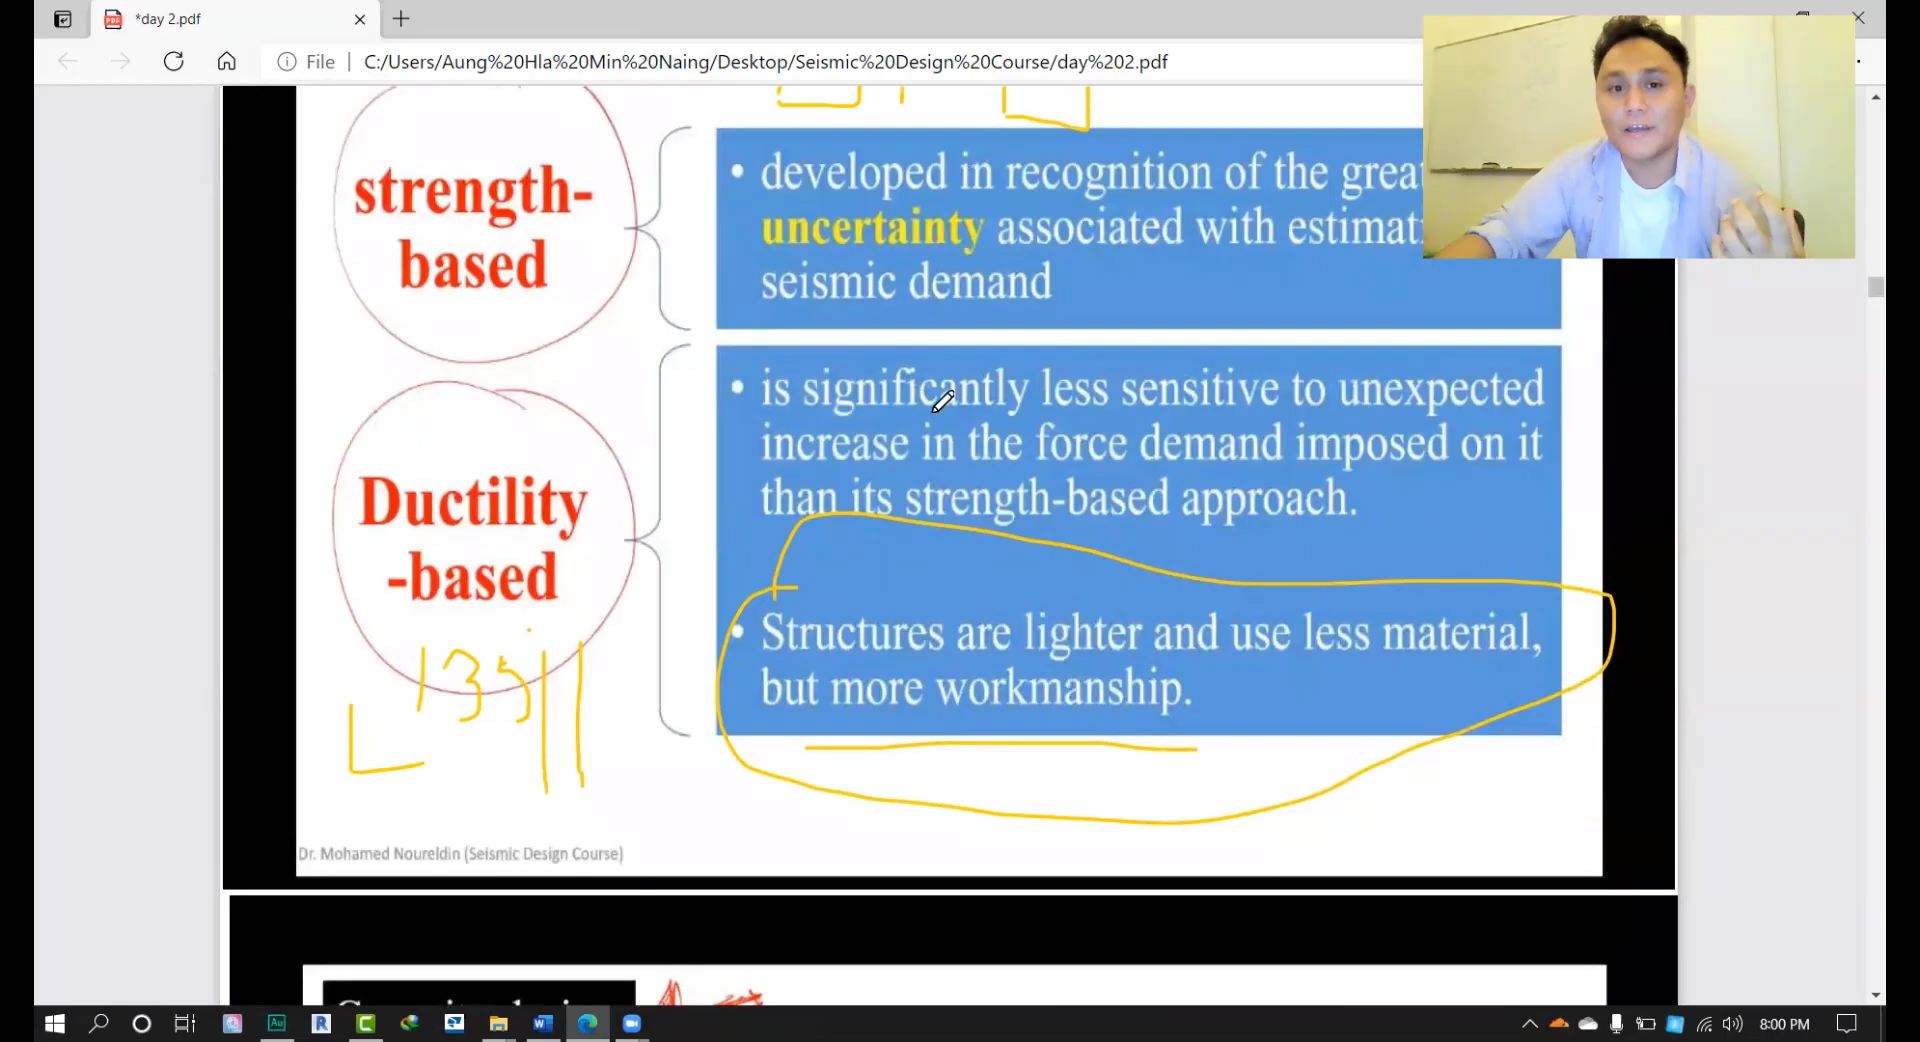 *day 2.pdf
File
C:/Users/Aung%20Hla%20Min%20Naing/Desktop/Seismic%20Design%20Course/day%202.pdf
strength-
based
• developed in recognition of the
uncertainty associated with
seismic demand
Ductility
-based
• is significantly less sensitive to unexpected
increase in the force demand imposed on it
than its strength-based approach.
• Structures are lighter and use less material,
but more workmanship.
Dr. Mohamed Noureldin (Seismic Design Course)
8:00 PM